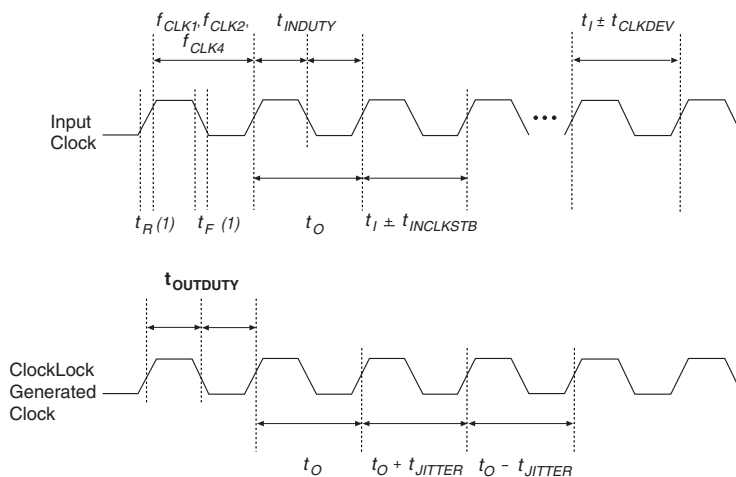 fCLK1, fCLK2,
fCLK4
tINDUTY
tI ± tCLKDEV
Input
Clock
...
tR (1)
tF (1)
tO
tI ± tINCLKSTB
tOUTDUTY
ClockLock
Generated
Clock
tO
tO + tJITTER
tO – tJITTER